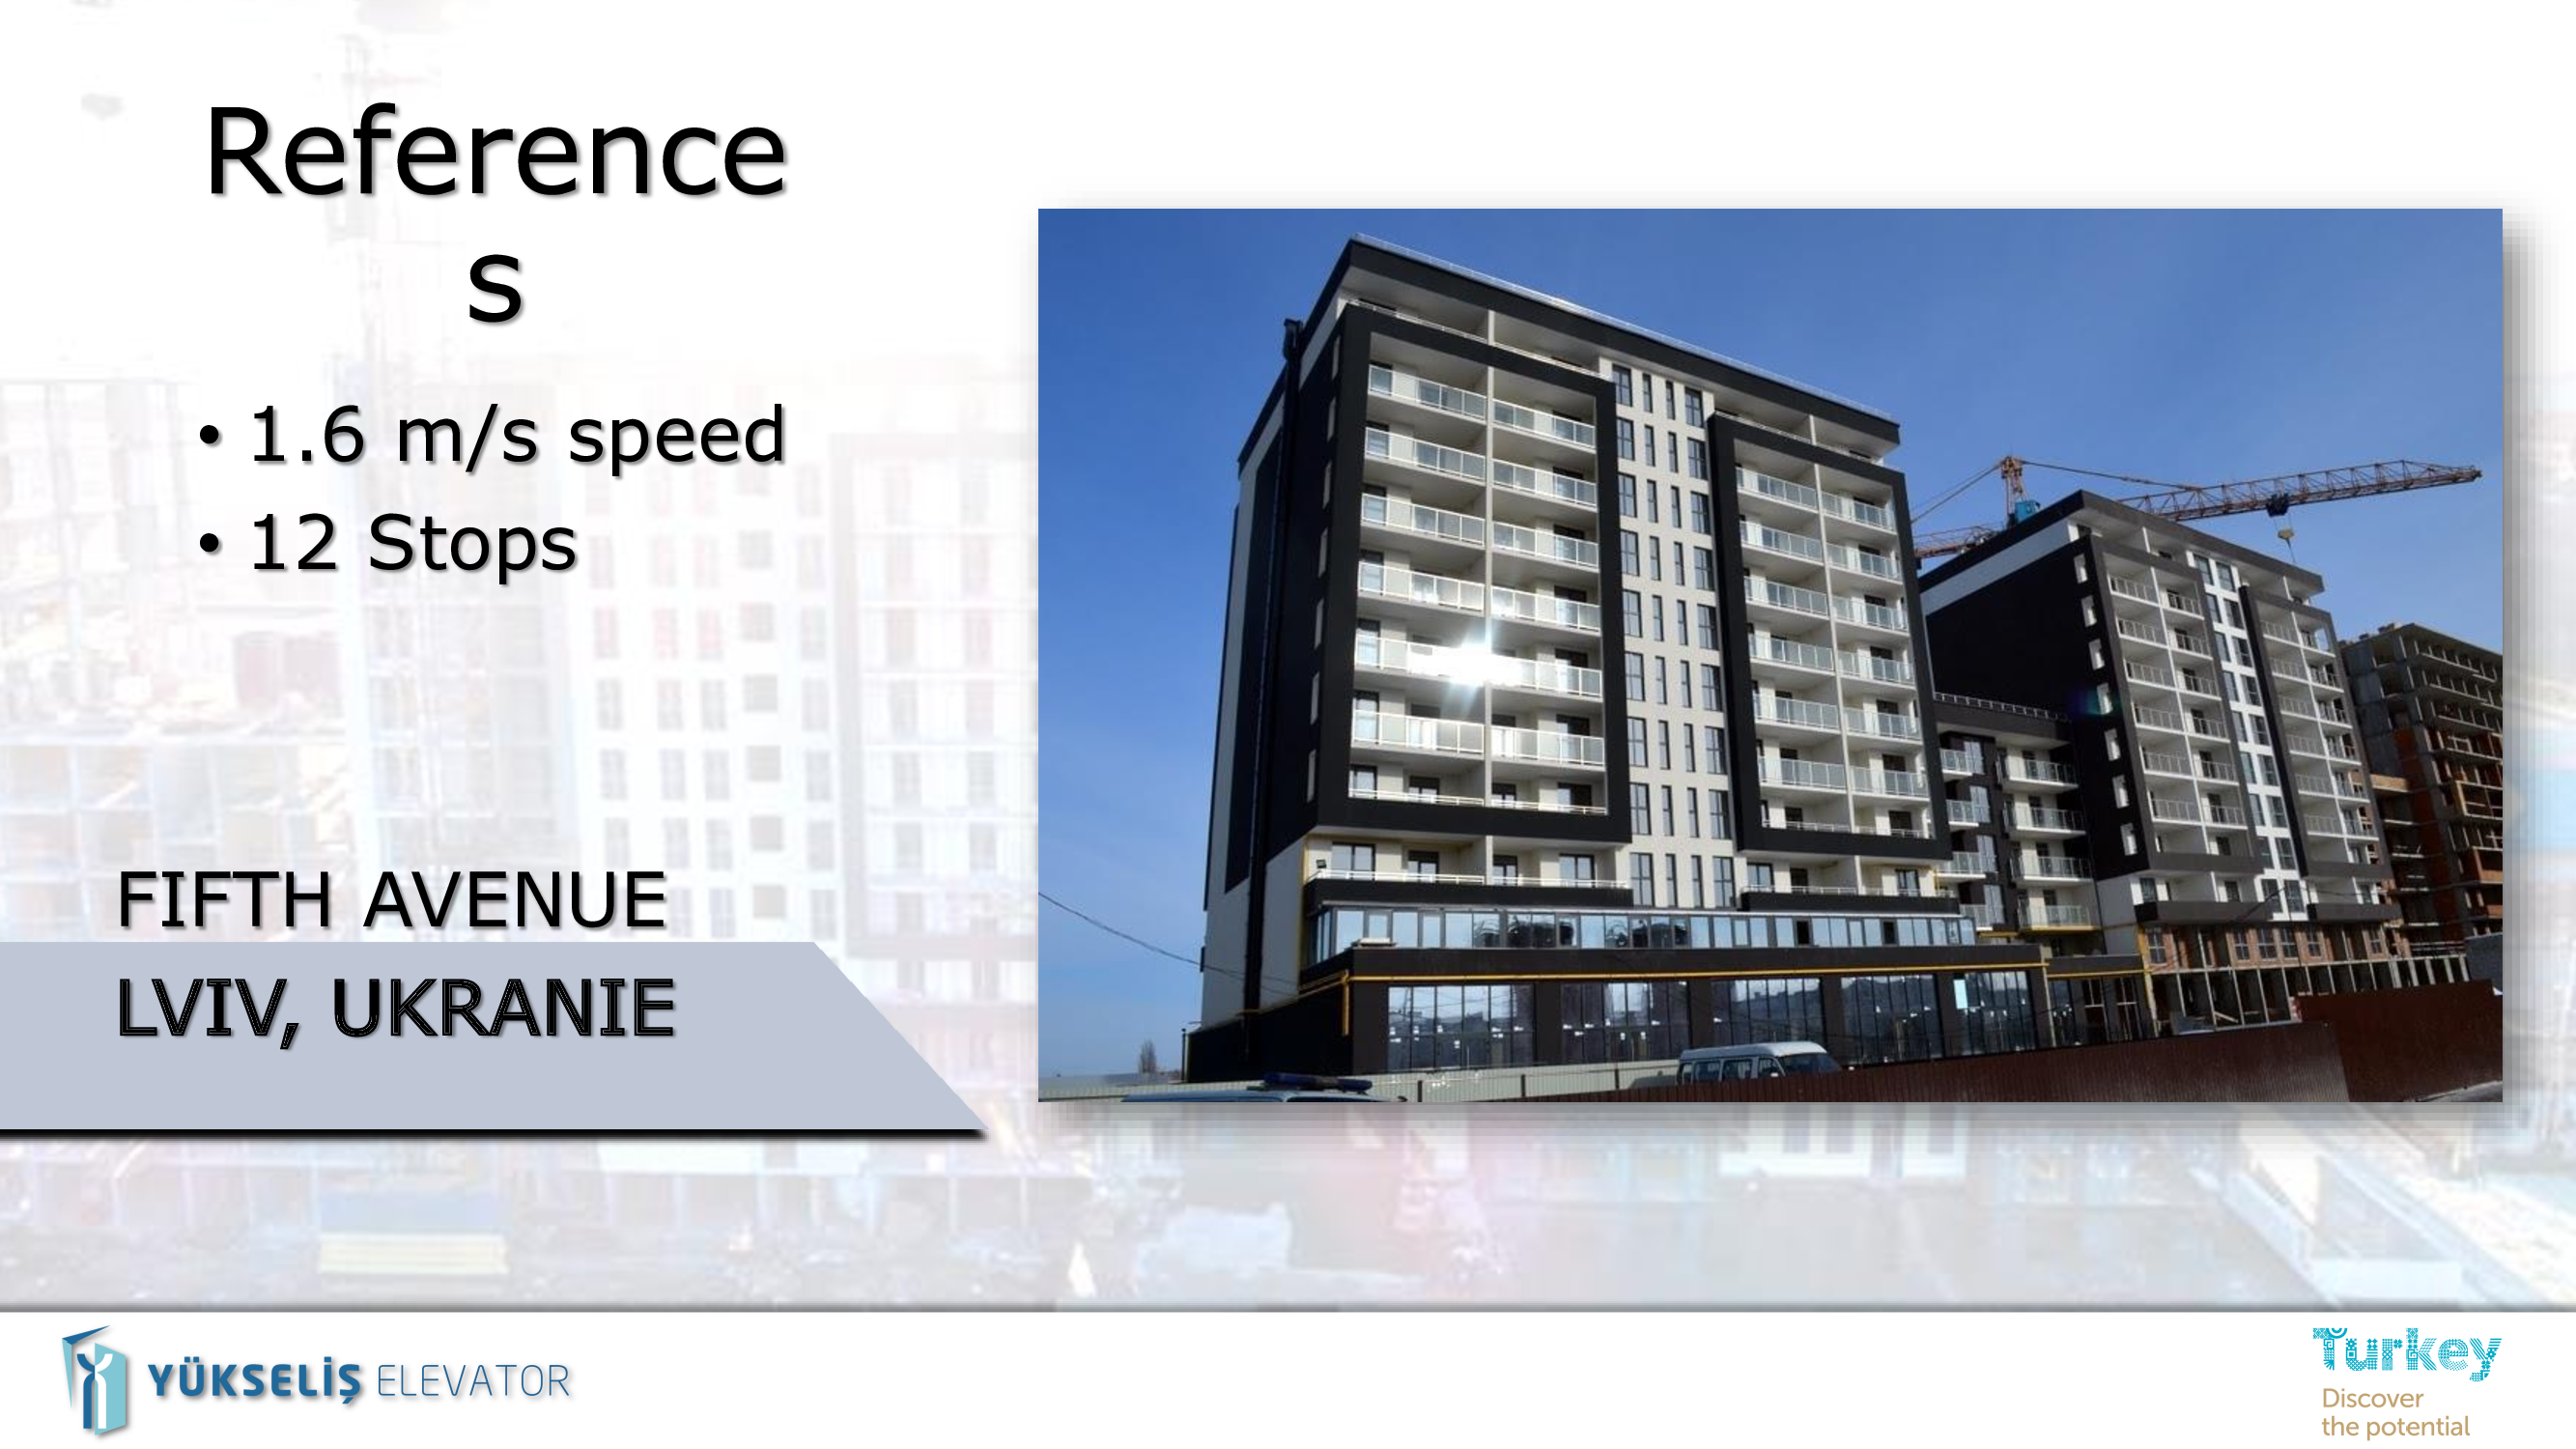 Reference
s
• 1.6 m/s speed
• 12 Stops
FIFTH AVENUE
LVIV, UKRANIE
YÜKSELİŞ ELEVATOR
Turkey
Discover
the potential